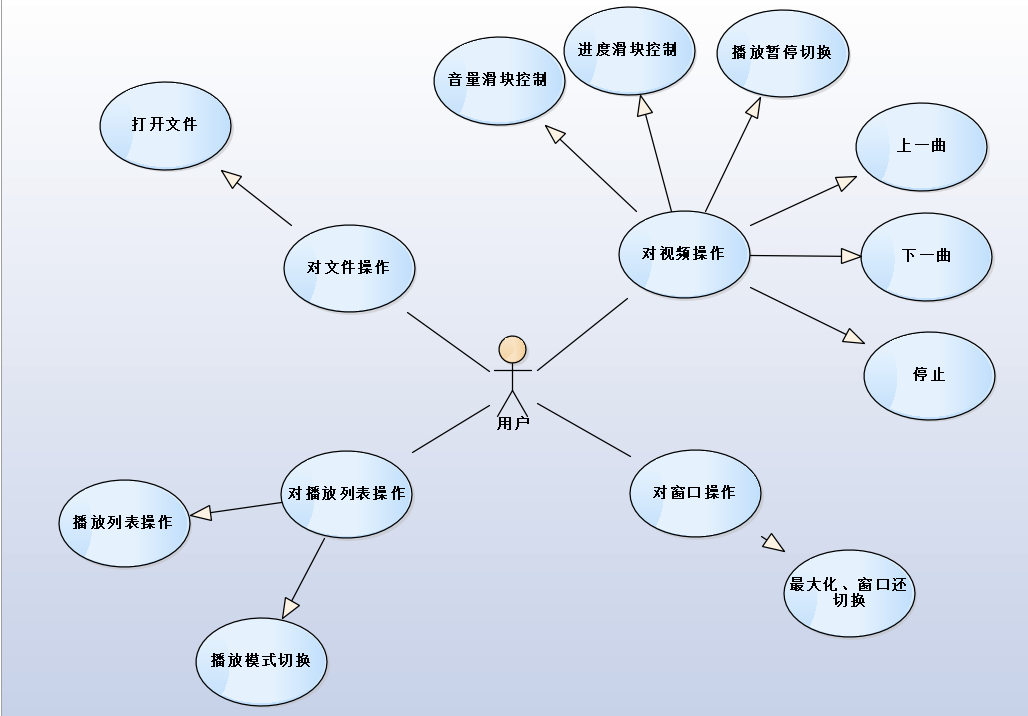 进度滑块控制
播放暂停切换
音量滑块控制
打开文件
上一曲
对视频操作
下一曲
对文件操作
停止
用户
对播放列表操作
对窗口操作
播放列表操作
最大化、窗口还
切换
播放模式切换